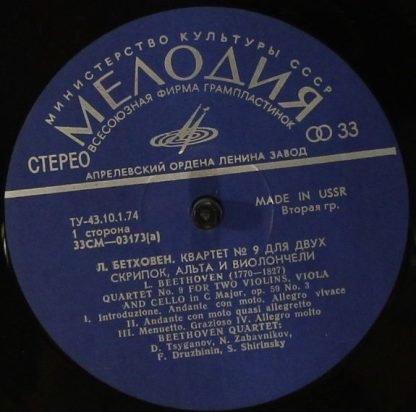 МИНИСТЕРСТВО КУЛЬТУРЫ СССР
МЕЛОДИЯ
ВСЕСОЮЗНАЯ ФИРМА ГРАМПЛАСТИНОК
СТЕРЕО
33
АПРЕЛЕВСКИЙ ОРДЕНА ЛЕНИНА ЗАВОД
ТУ-43.10.1.74
1 сторона
33СМ—03173(а)
MADE IN USSR
Вторая гр.
Л. БЕТХОВЕН. КВАРТЕТ № 9 ДЛЯ ДВУХ
СКРИПОК, АЛЬТА И ВИОЛОНЧЕЛИ
L. BEETHOVEN (1770—1827)
QUARTET No. 9 FOR TWO VIOLINS, VIOLA
AND CELLO in C Major, op. 59 No. 3
I. Introduzione. Andante con moto. Allegro vivace
II. Andante con moto quasi allegretto
III. Menuetto. Grazioso IV. Allegro molto
BEETHOVEN QUARTET:
D. Tsyganov, N. Zabavnikov,
F. Druzhinin, S. Shirinsky